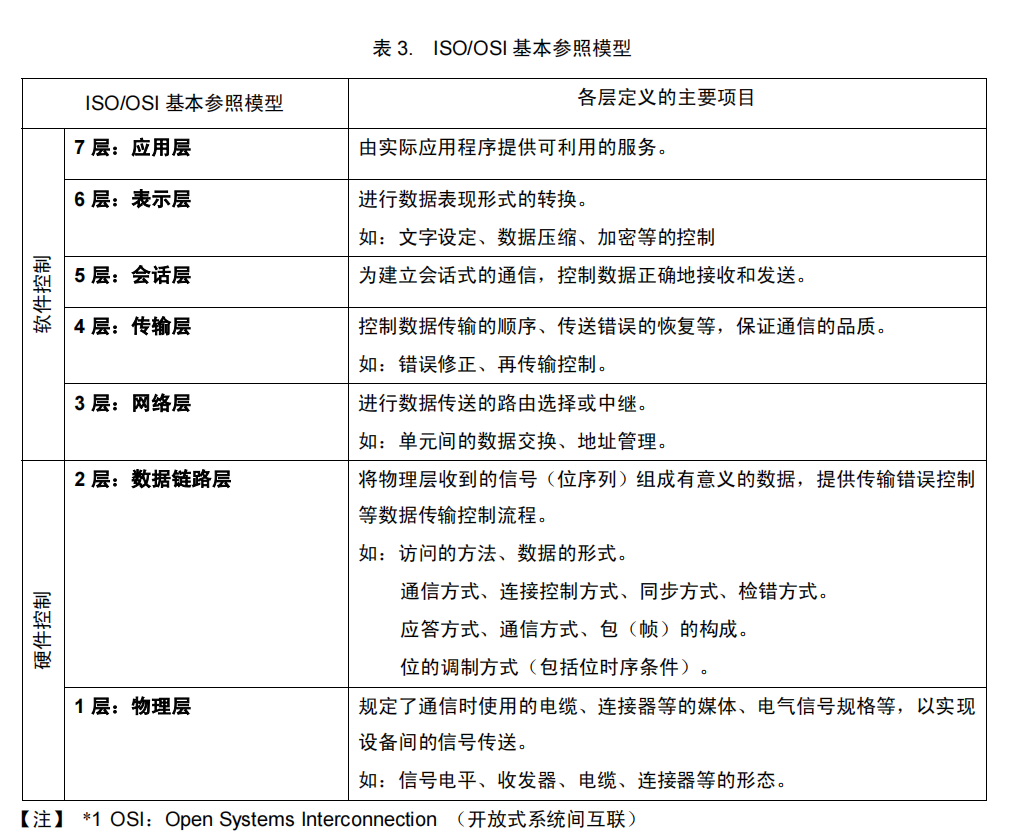 表 3. ISO/OSI 基本参照模型
ISO/OSI 基本参照模型
各层定义的主要项目
软件控制
7 层：应用层
由实际应用程序提供可利用的服务。
6 层：表示层
进行数据表现形式的转换。
如：文字设定、数据压缩、加密等的控制
5 层：会话层
为建立会话式的通信，控制数据正确地接收和发送。
4 层：传输层
控制数据传输的顺序、传送错误的恢复等，保证通信的品质。
如：错误修正、再传输控制。
3 层：网络层
进行数据传送的路由选择或中继。
如：单元间的数据交换、地址管理。
硬件控制
2 层：数据链路层
将物理层收到的信号（位序列）组成有意义的数据，提供传输错误控制
等数据传输控制流程。
如：访问的方法、数据的形式。
通信方式、连接控制方式、同步方式、检错方式。
应答方式、通信方式、包（帧）的构成。
位的调制方式（包括位时序条件）。
1 层：物理层
规定了通信时使用的电缆、连接器等的媒体、电气信号规格等，以实现
设备间的信号传送。
如：信号电平、收发器、电缆、连接器等的形态。
【注】 *1 OSI：Open Systems Interconnection （开放式系统间互联）